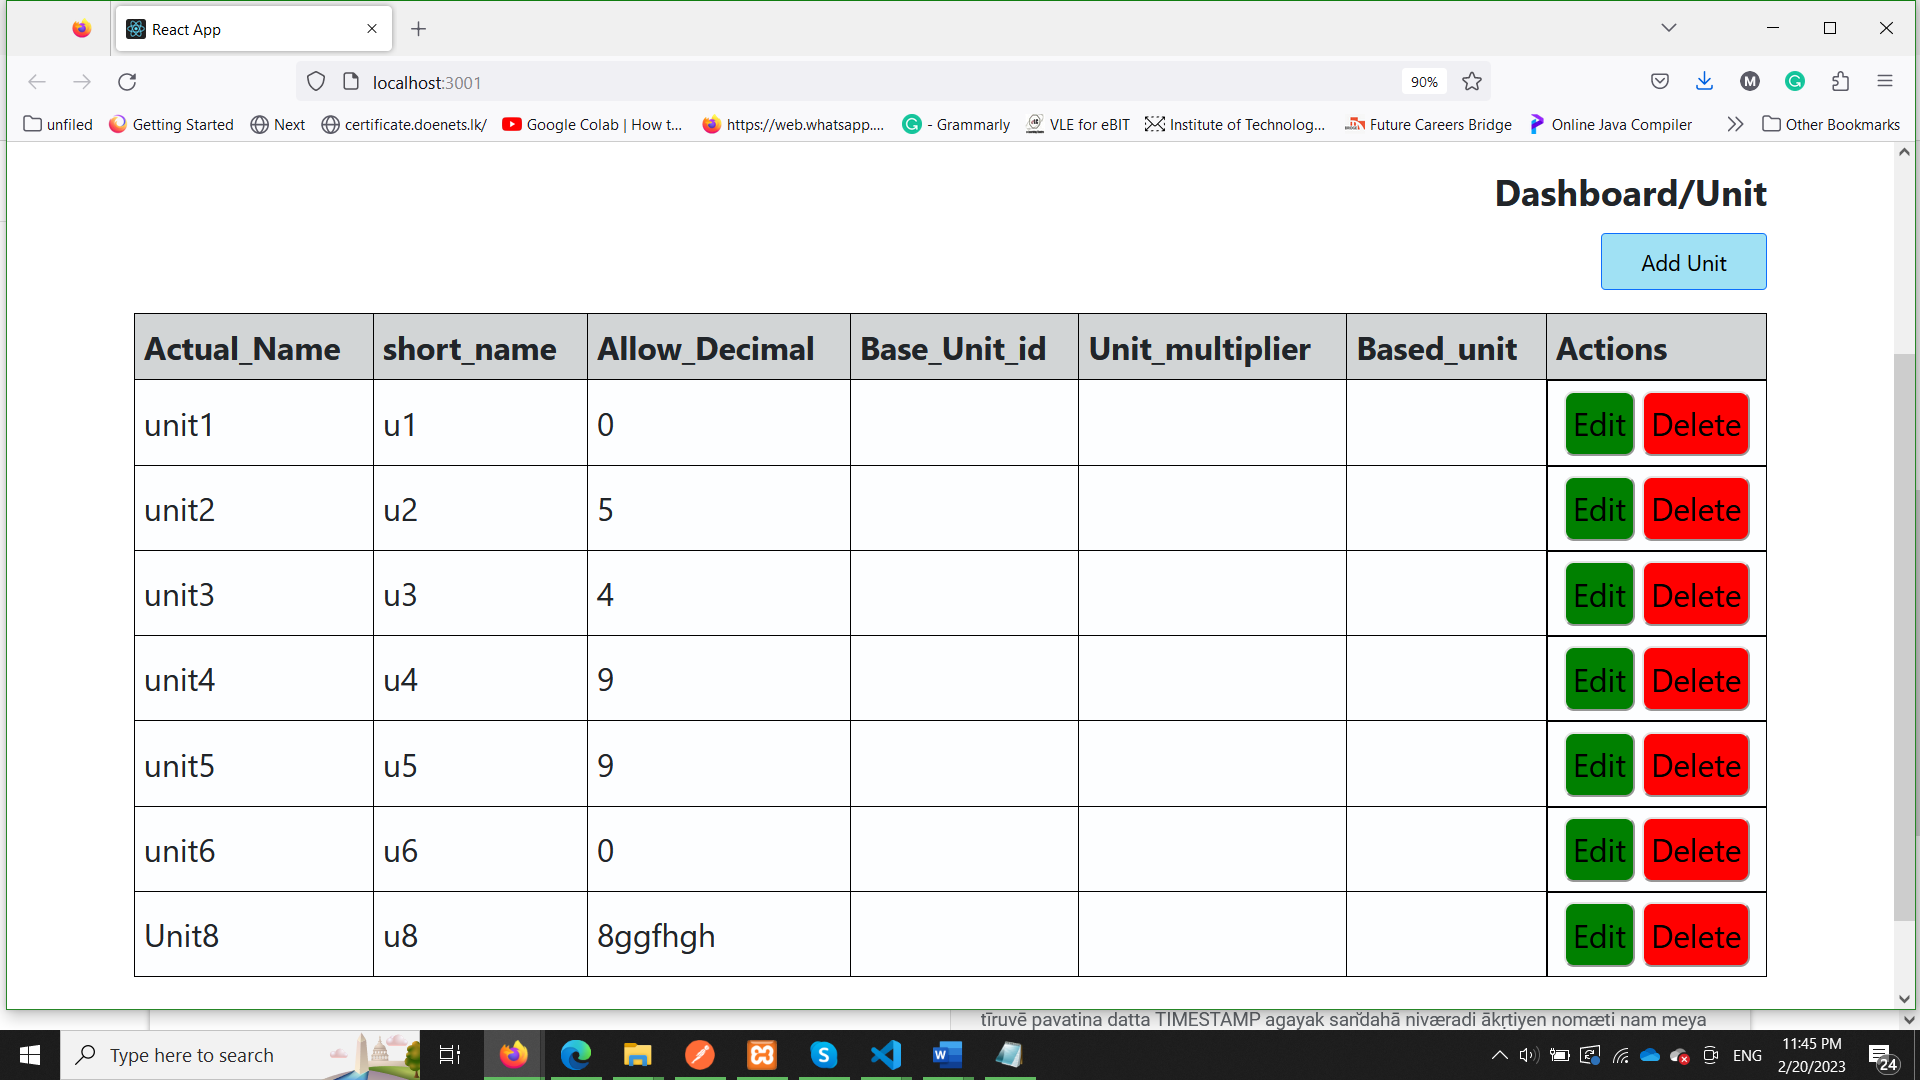 React App
localhost:3001
90%
unfiled Getting Started Next certificate.doenets.lk/ Google Colab | How t... https://web.whatsapp.... - Grammarly VLE for eBIT Institute of Technolog... Future Careers Bridge Online Java Compiler Other Bookmarks
Dashboard/Unit
Add Unit
Actual_Name short_name Allow_Decimal Base_Unit_id Unit_multiplier Based_unit Actions
unit1 u1 0 Edit Delete
unit2 u2 5 Edit Delete
unit3 u3 4 Edit Delete
unit4 u4 9 Edit Delete
unit5 u5 9 Edit Delete
unit6 u6 0 Edit Delete
Unit8 u8 8ggfhgh Edit Delete
tīruvē pavatina datta TIMESTAMP agayak san̆dahā niværadi ākṛtiyen nomæti nam meya
Type here to search
ENG
11:45 PM
2/20/2023
24